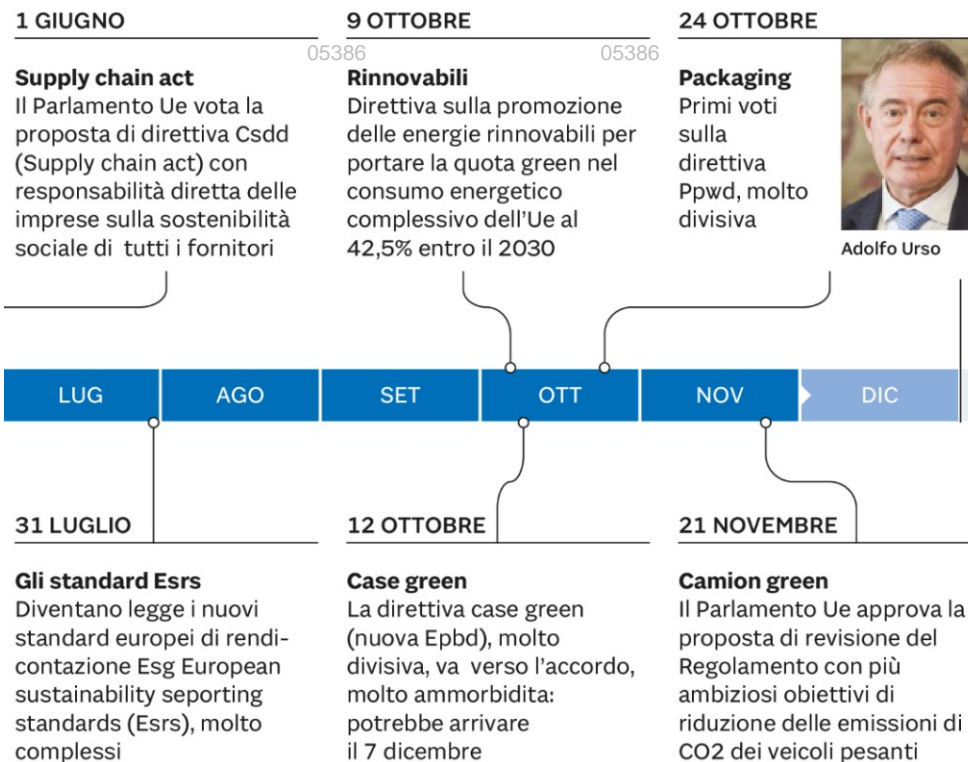 1 GIUGNO
05386
Supply chain act
Il Parlamento Ue vota la
proposta di direttiva Csdd
(Supply chain act) con
responsabilità diretta delle
imprese sulla sostenibilità
sociale di tutti i fornitori
9 OTTOBRE
05386
Rinnovabili
Direttiva sulla promozione
delle energie rinnovabili per
portare la quota green nel
consumo energetico
complessivo dell'Ue al
42,5% entro il 2030
24 OTTOBRE
Packaging
Primi voti
sulla
direttiva
Ppwd, molto
divisiva
Adolfo Urso
LUG
AGO
SET
OTT
NOV
DIC
31 LUGLIO
Gli standard Esrs
Diventano legge i nuovi
standard europei di rendi-
contazione Esg European
sustainability seporting
standards (Esrs), molto
complessi
12 OTTOBRE
Case green
La direttiva case green
(nuova Epbd), molto
divisiva, va verso l'accordo,
molto ammorbidita:
potrebbe arrivare
il 7 dicembre
21 NOVEMBRE
Camion green
Il Parlamento Ue approva la
proposta di revisione del
Regolamento con più
ambiziosi obiettivi di
riduzione delle emissioni di
CO2 dei veicoli pesanti